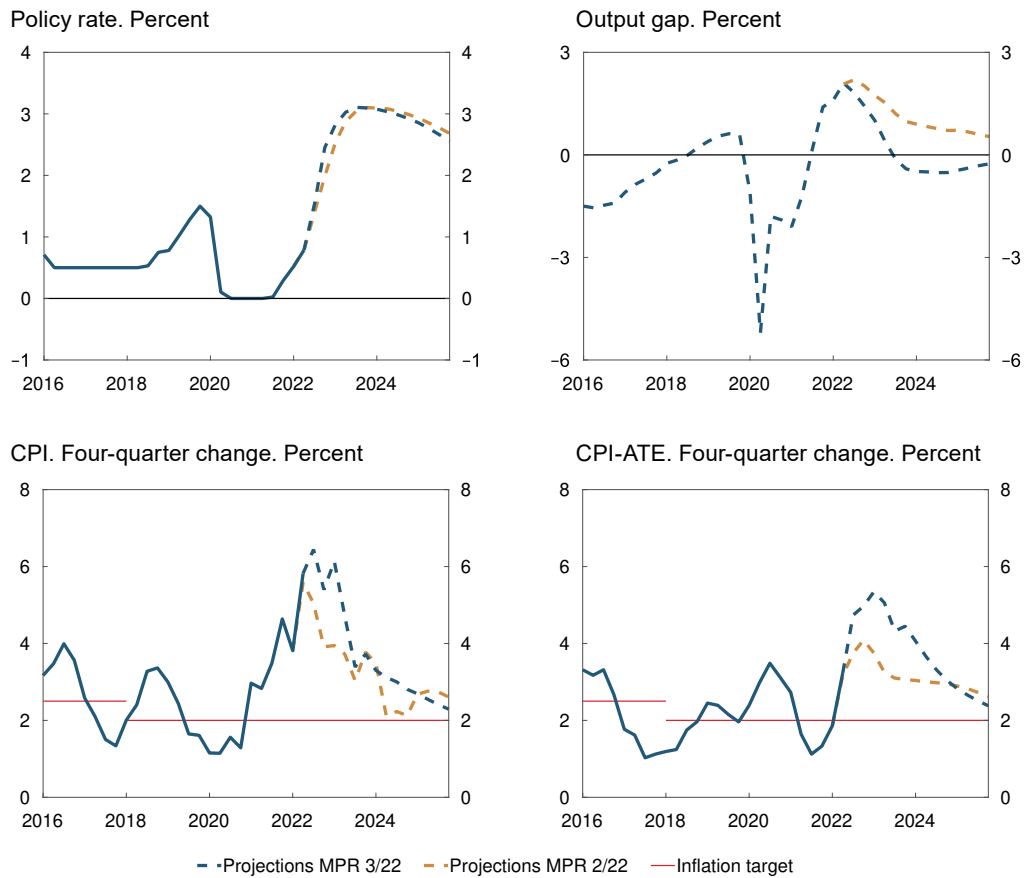 Policy rate. Percent
4 4
3 3
2 2
1 1
0 0
−1 −1
2016 2018 2020 2022 2024
Output gap. Percent
3 3
0 0
−3 −3
−6 −6
2016 2018 2020 2022 2024
CPI. Four-quarter change. Percent
8 8
6 6
4 4
2 2
0 0
2016 2018 2020 2022 2024
CPI-ATE. Four-quarter change. Percent
8 8
6 6
4 4
2 2
0 0
2016 2018 2020 2022 2024
Projections MPR 3/22 Projections MPR 2/22 Inflation target